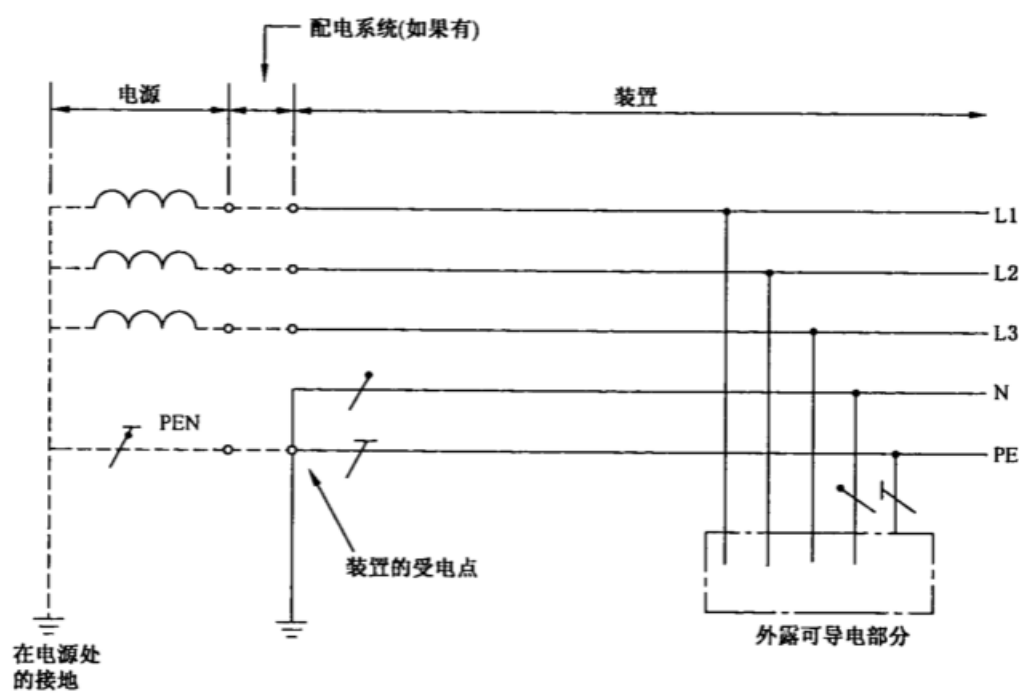 配电系统(如果有)
电源
装置
L1
L2
L3
N
PEN
PE
装置的受电点
外露可导电部分
在电源处
的接地